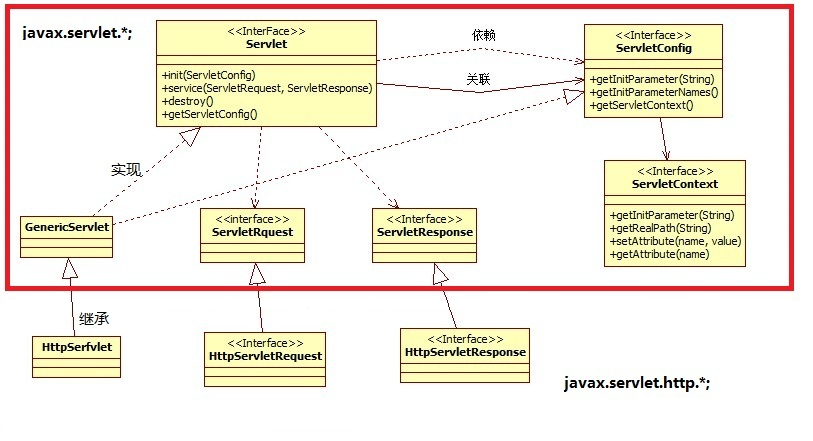 javax.servlet.*;
<<InterFace>>
Servlet
+init(ServletConfig)
+service(ServletRequest, ServletResponse)
+destroy()
+getServletConfig()
依赖
关联
<<Interface>>
ServletConfig
+getInitParameter(String)
+getInitParameterNames()
+getServletContext()
实现
<<Interface>>
ServletContext
+getInitParameter(String)
+getRealPath(String)
+setAttribute(name, value)
+getAttribute(name)
GenericServlet
<<interface>>
ServletRquest
<<Interface>>
ServletResponse
继承
HttpSerfvlet
<<Interface>>
HttpServletRequest
<<Interface>>
HttpServletResponse
javax.servlet.http.*;